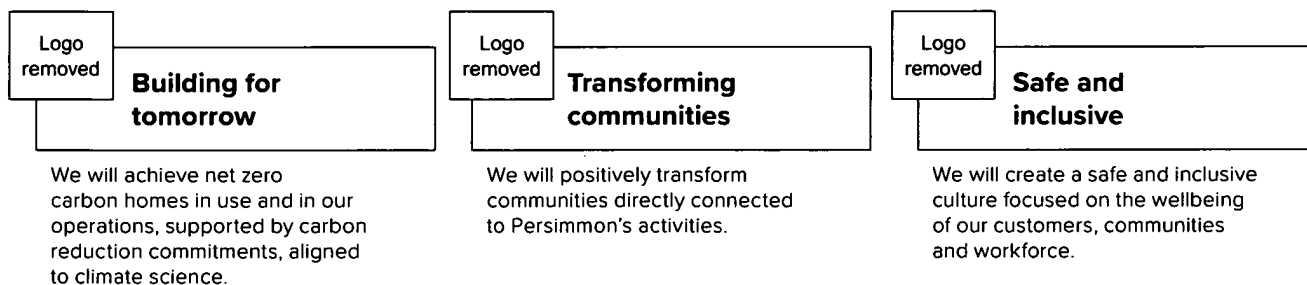 Logo
removed
Building for
tomorrow
We will achieve net zero
carbon homes in use and in our
operations, supported by carbon
reduction commitments, aligned
to climate science.
Logo
removed
Transforming
communities
We will positively transform
communities directly connected
to Persimmon's activities.
Logo
removed
Safe and
inclusive
We will create a safe and inclusive
culture focused on the wellbeing
of our customers, communities
and workforce.